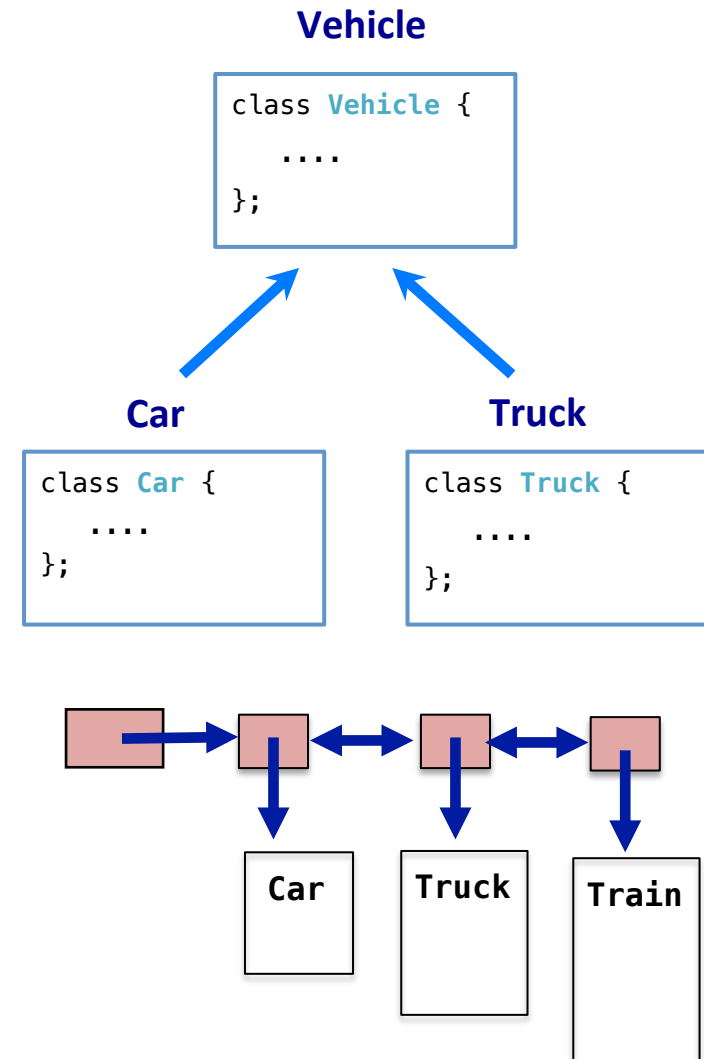 Vehicle
class Vehicle {
....
};
Car
Truck
class Car {
....
};
class Truck {
....
};
Car
Truck
Train